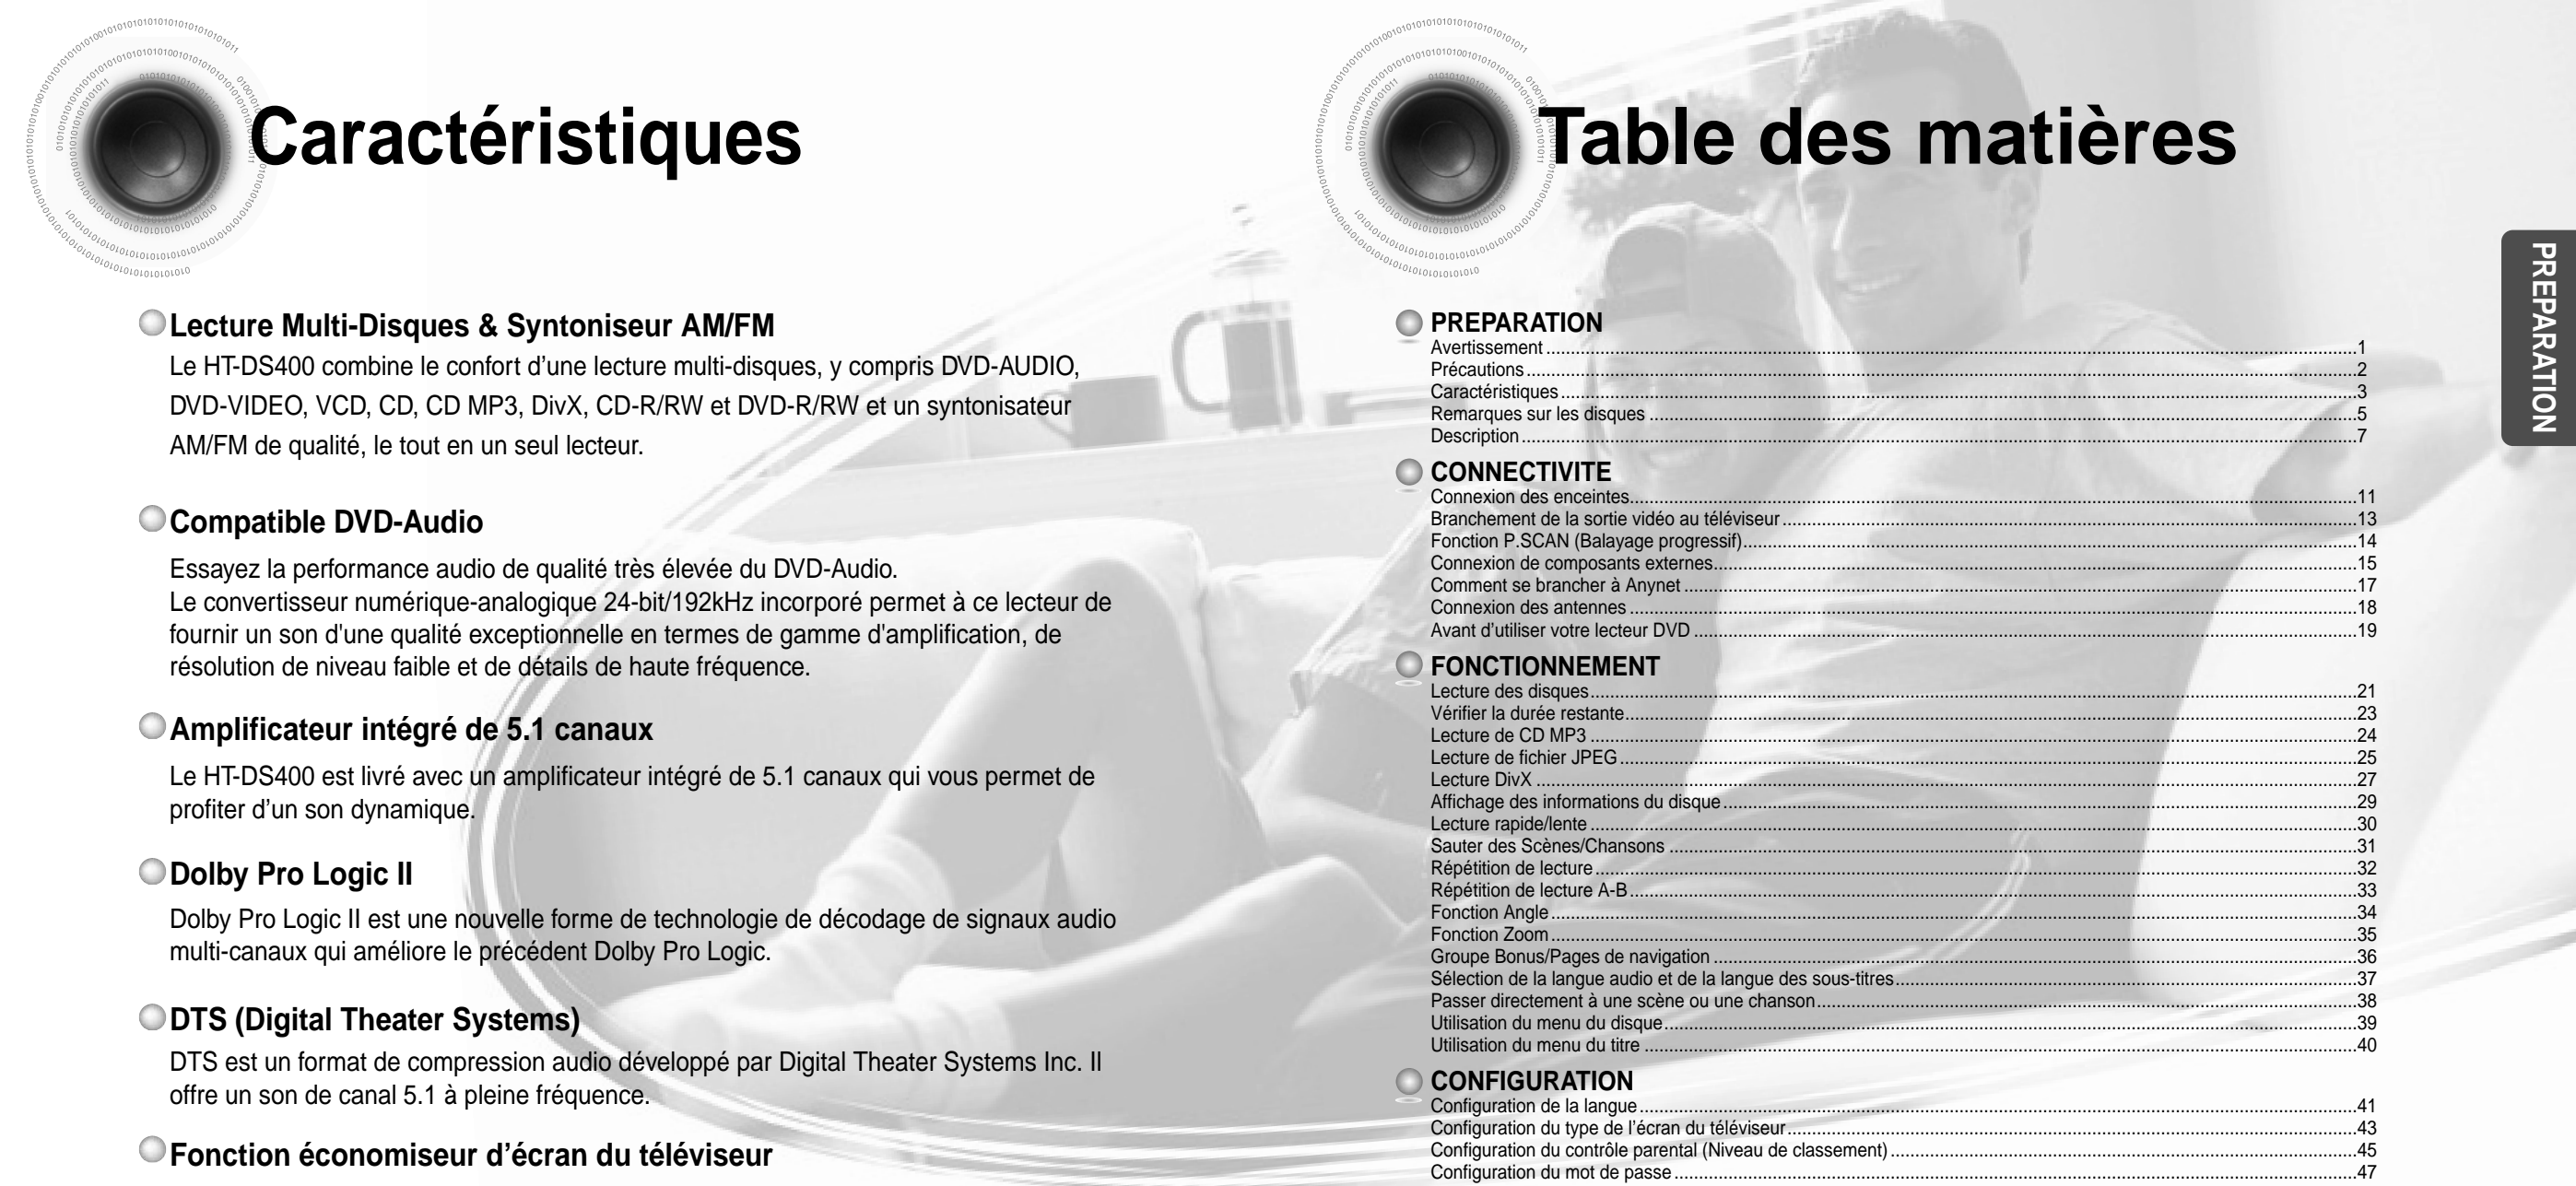 Caractéristiques
Lecture Multi-Disques & Syntoniseur AM/FM
Le HT-DS400 combine le confort d’une lecture multi-disques, y compris DVD-AUDIO,
DVD-VIDEO, VCD, CD, CD MP3, DivX, CD-R/RW et DVD-R/RW et un syntonisateur
AM/FM de qualité, le tout en un seul lecteur.
Compatible DVD-Audio
Essayez la performance audio de qualité très élevée du DVD-Audio.
Le convertisseur numérique-analogique 24-bit/192kHz incorporé permet à ce lecteur de
fournir un son d'une qualité exceptionnelle en termes de gamme d'amplification, de
résolution de niveau faible et de détails de haute fréquence.
Amplificateur intégré de 5.1 canaux
Le HT-DS400 est livré avec un amplificateur intégré de 5.1 canaux qui vous permet de
profiter d’un son dynamique.
Dolby Pro Logic II
Dolby Pro Logic II est une nouvelle forme de technologie de décodage de signaux audio
multi-canaux qui améliore le précédent Dolby Pro Logic.
DTS (Digital Theater Systems)
DTS est un format de compression audio développé par Digital Theater Systems Inc. Il
offre un son de canal 5.1 à pleine fréquence.
Fonction économiseur d’écran du téléviseur
Table des matières
PREPARATION
Avertissement 1
Précautions 2
Caractéristiques 3
Remarques sur les disques 5
Description 7
CONNECTIVITE
Connexion des enceintes 11
Branchement de la sortie vidéo au téléviseur 13
Fonction P.SCAN (Balayage progressif) 14
Connexion de composants externes 15
Comment se brancher à Anynet 17
Connexion des antennes 18
Avant d’utiliser votre lecteur DVD 19
FONCTIONNEMENT
Lecture des disques 21
Vérifier la durée restante 23
Lecture de CD MP3 24
Lecture de fichier JPEG 25
Lecture DivX 27
Affichage des informations du disque 29
Lecture rapide/lente 30
Sauter des Scènes/Chansons 31
Répétition de lecture 32
Répétition de lecture A-B 33
Fonction Angle 34
Fonction Zoom 35
Groupe Bonus/Pages de navigation 36
Sélection de la langue audio et de la langue des sous-titres 37
Passer directement à une scène ou une chanson 38
Utilisation du menu du disque 39
Utilisation du menu du titre 40
CONFIGURATION
Configuration de la langue 41
Configuration du type de l’écran du téléviseur 43
Configuration du contrôle parental (Niveau de classement) 45
Configuration du mot de passe 47
PREPARATION